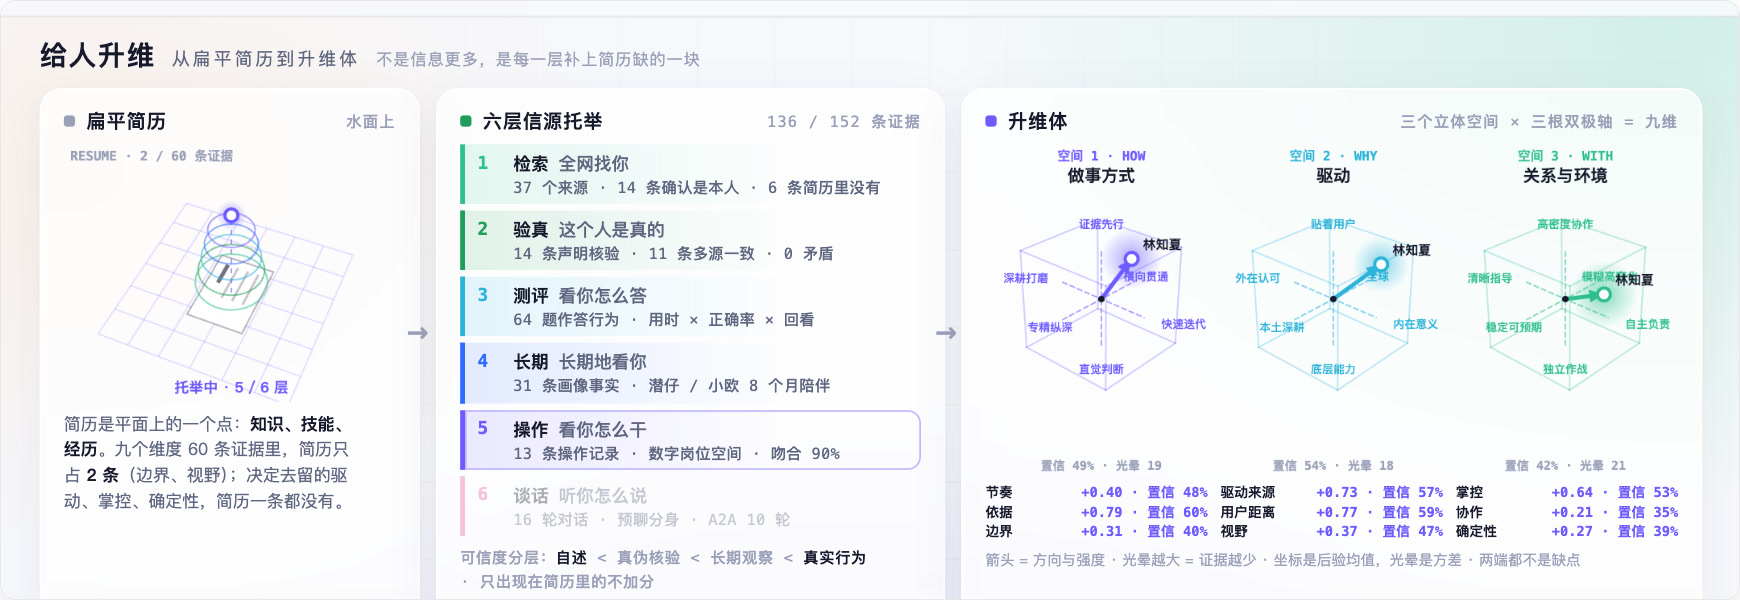 给人升维 从扁平简历到升维体 不是信息更多，是每一层补上简历缺的一块
扁平简历 水面上
RESUME · 2 / 60 条证据
托举中 · 5 / 6 层
简历是平面上的一个点：知识、技能、
经历。九个维度 60 条证据里，简历只
占 2 条（边界、视野）；决定去留的驱
动、掌控、确定性，简历一条都没有。
→
六层信源托举 136 / 152 条证据
1 检索 全网找你
37 个来源 · 14 条确认是本人 · 6 条简历里没有
2 验真 这个人是真的
14 条声明核验 · 11 条多源一致 · 0 矛盾
3 测评 看你怎么答
64 题作答行为 · 用时 × 正确率 × 回看
4 长期 长期地看你
31 条画像事实 · 潜仔 / 小欧 8 个月陪伴
5 操作 看你怎么干
13 条操作记录 · 数字岗位空间 · 吻合 90%
6 谈话 听你怎么说
16 轮对话 · 预聊分身 · A2A 10 轮
可信度分层：自述 < 真伪核验 < 长期观察 < 真实行为
· 只出现在简历里的不加分
→
升维体 三个立体空间 × 三根双极轴 = 九维
空间 1 · HOW
做事方式
证据先行
林知夏
深耕打磨
横向贯通
专精纵深
快速迭代
直觉判断
置信 49% · 光晕 19
空间 2 · WHY
驱动
贴着用户
林知夏
外在认可
全球
本土深耕
内在意义
底层能力
置信 54% · 光晕 18
空间 3 · WITH
关系与环境
高密度协作
清晰指导
模糊高
林知夏
稳定可预期
自主负责
独立作战
置信 42% · 光晕 21
节奏 +0.40 · 置信 48% 驱动来源 +0.73 · 置信 57% 掌控 +0.64 · 置信 53%
依据 +0.79 · 置信 60% 用户距离 +0.77 · 置信 59% 协作 +0.21 · 置信 35%
边界 +0.31 · 置信 40% 视野 +0.37 · 置信 47% 确定性 +0.27 · 置信 39%
箭头 = 方向与强度 · 光晕越大 = 证据越少 · 坐标是后验均值，光晕是方差 · 两端都不是缺点